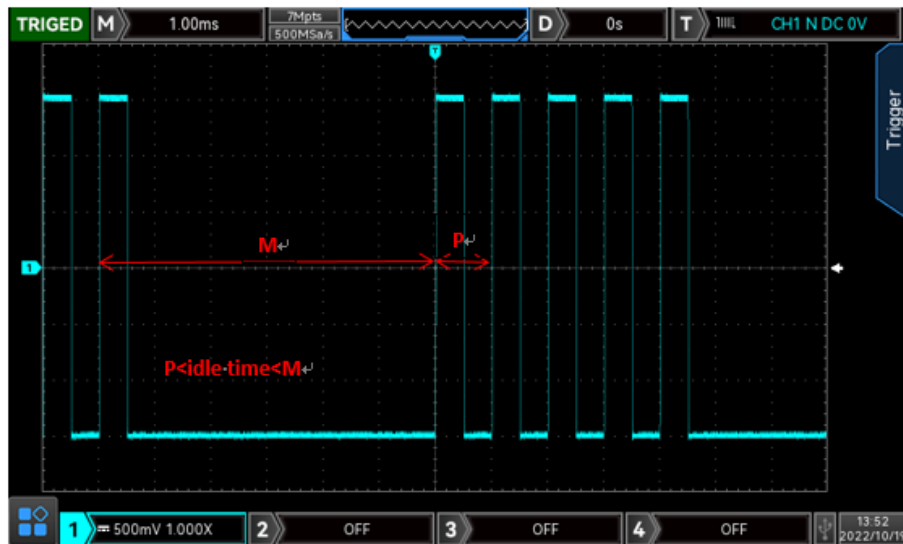 TRIGED M 1.00ms 7Mpts D 0s T CH1 N DC 0V
500MSa/s
T
Trigger
M↵ P↵
1
P<idle·time<M↵
1 500mV 1.000X 2 OFF 3 OFF 4 OFF 13:52
2022/10/19